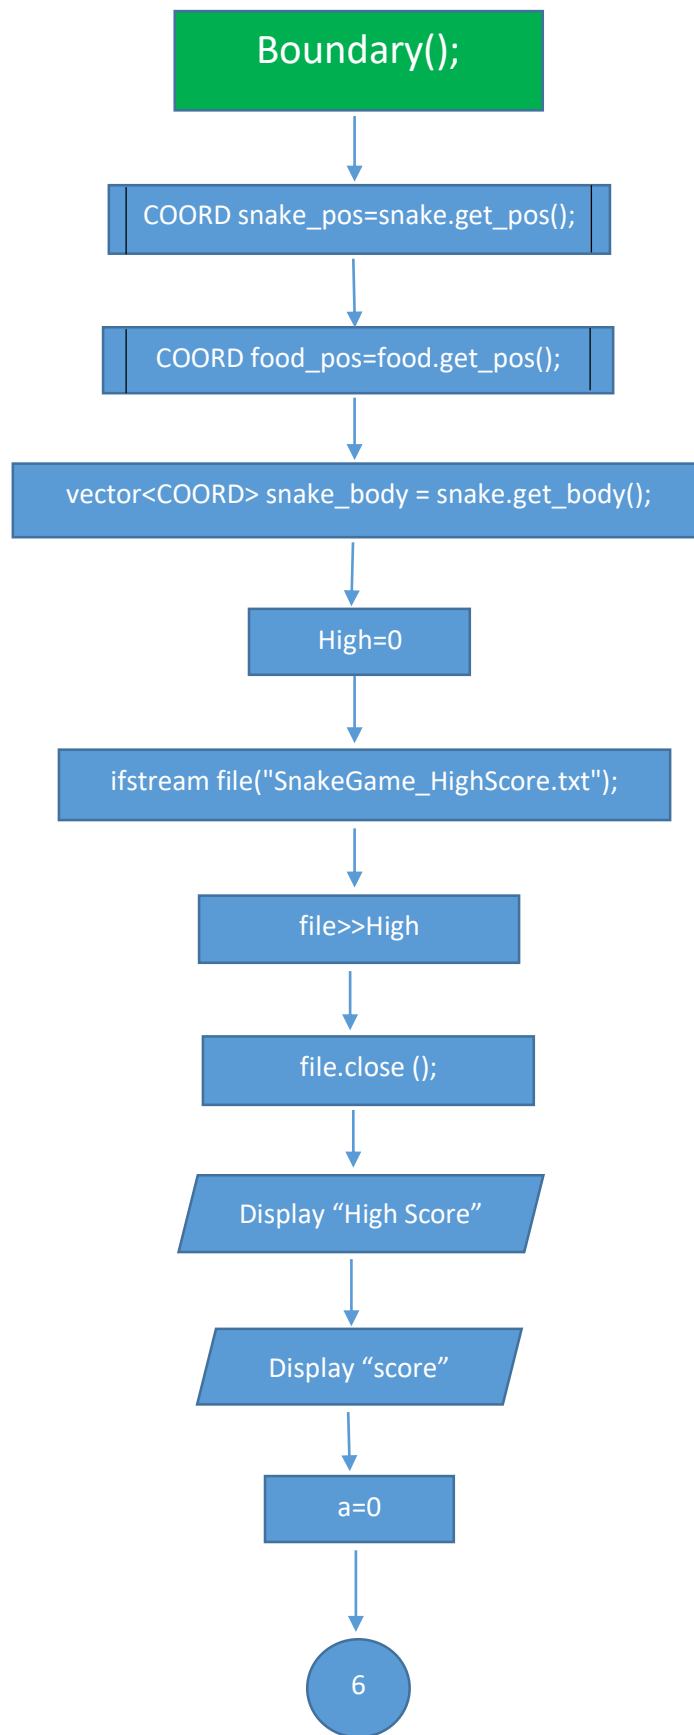 Boundary();
COORD snake_pos=snake.get_pos();
COORD food_pos=food.get_pos();
vector<COORD> snake_body = snake.get_body();
High=0
ifstream file("SnakeGame_HighScore.txt");
file>>High
file.close ();
Display “High Score”
Display “score”
a=0
6